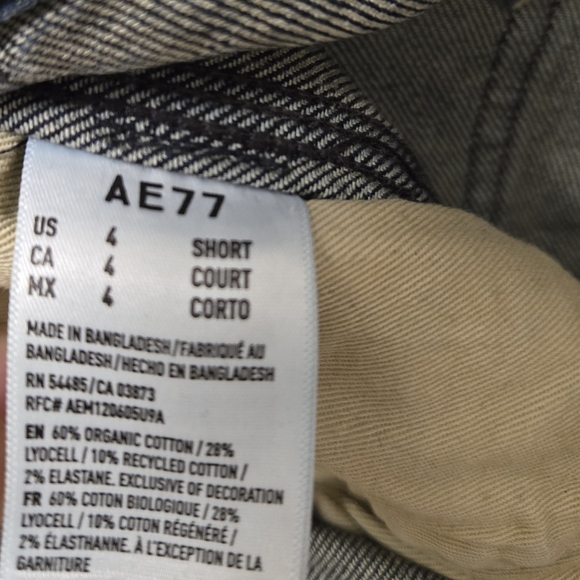 AE77
US 4 SHORT
CA 4 COURT
MX 4 CORTO
MADE IN BANGLADESH/FABRIQUÉ AU
BANGLADESH/HECHO EN BANGLADESH
RN 54485/CA 03873
RFC# AEM120605U9A
EN 60% ORGANIC COTTON / 28%
LYOCELL / 10% RECYCLED COTTON /
2% ELASTANE. EXCLUSIVE OF DECORATION
FR 60% COTON BIOLOGIQUE / 28%
LYOCELL / 10% COTON RÉGÉNÉRÉ /
2% ÉLASTHANNE. À L'EXCEPTION DE LA
GARNITURE